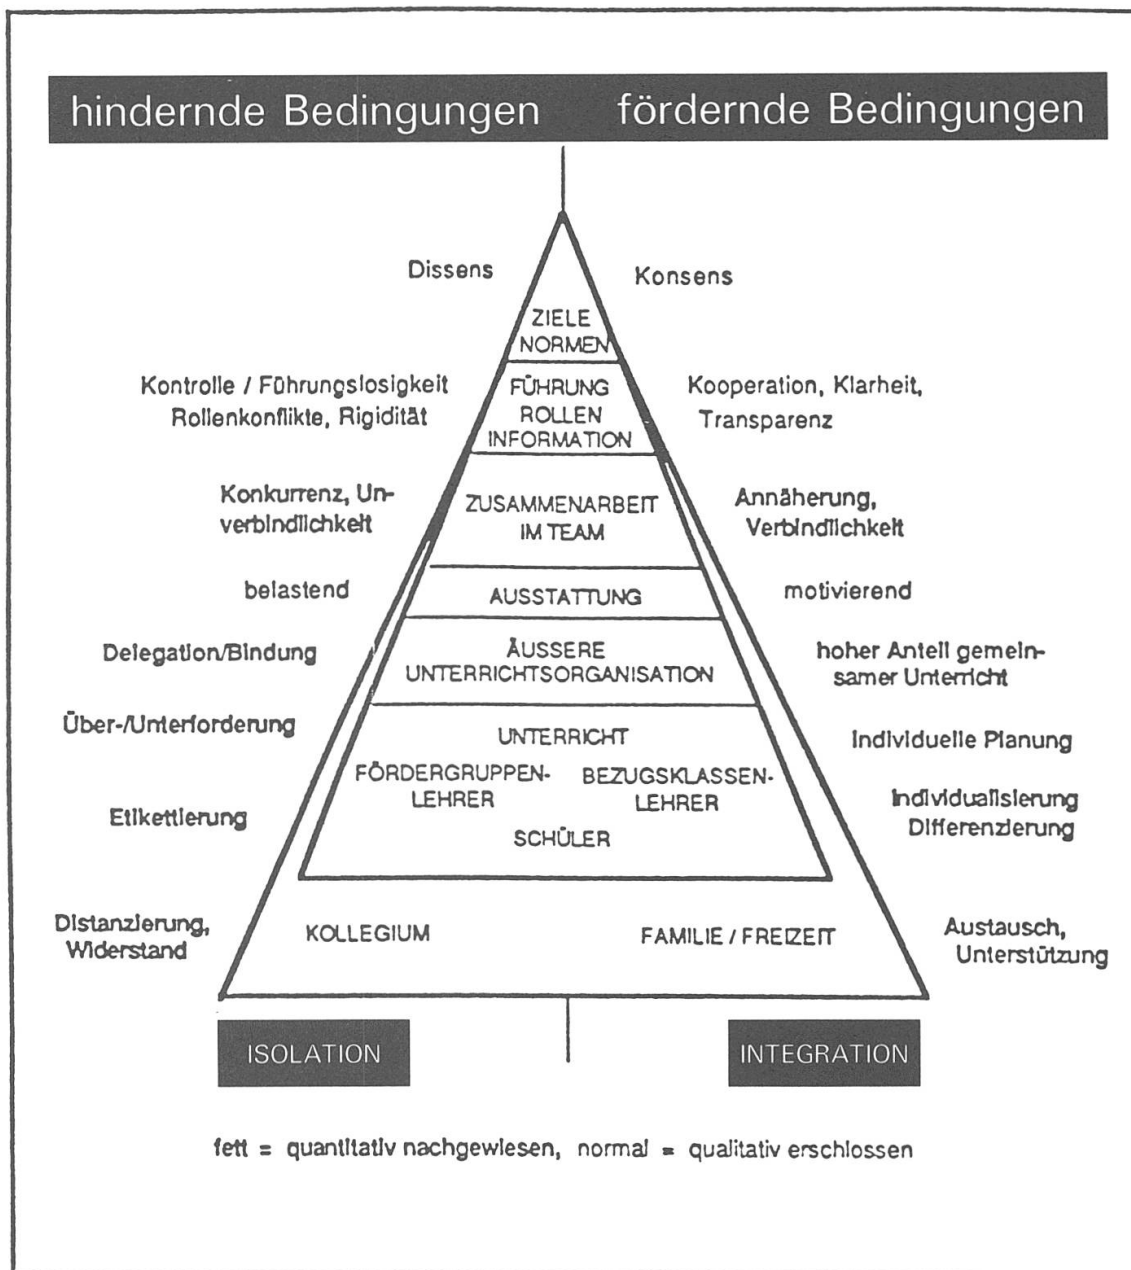 hindernde Bedingungen fördernde Bedingungen
Dissens
Konsens
ZIELE
NORMEN
Kontrolle / Führungslosigkeit
Rollenkonflikte, Rigidität
FÜHRUNG
ROLLEN
INFORMATION
Kooperation, Klarheit,
Transparenz
Konkurrenz, Un-
verbindlichkeit
ZUSAMMENARBEIT
IM TEAM
Annäherung,
Verbindlichkeit
belastend
AUSSTATTUNG
motivierend
Delegation/Bindung
ÄUSSERE
UNTERRICHTSORGANISATION
hoher Anteil gemein-
samer Unterricht
Über-/Unterforderung
UNTERRICHT
Individuelle Planung
FÖRDERGRUPPEN-
LEHRER
BEZUGSKLASSEN-
LEHRER
Etikettierung
SCHÜLER
Individualisierung
Differenzierung
Distanzierung,
Widerstand
KOLLEGIUM
FAMILIE / FREIZEIT
Austausch,
Unterstützung
ISOLATION
INTEGRATION
fett = quantitativ nachgewiesen, normal = qualitativ erschlossen